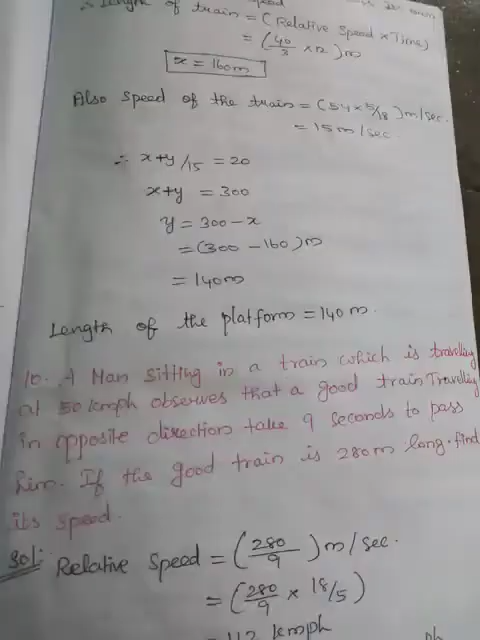 ∴ Length of train = (Relative Speed × Time)
= (40/3 × 12) m
x = 160m
Also Speed of the train = (54 × 5/18) m/sec.
= 15 m/sec.
∴ x+y/15 = 20
x+y = 300
y = 300 - x
= (300 - 160) m
= 140m
Length of the platform = 140m.
10. A Man sitting in a train which is travelling
at 50 kmph observes that a good train Travelling
in opposite direction take 9 seconds to pass
him. If the good train is 280m long. find
its speed.
Sol: Relative Speed = (280/9) m/sec.
= (280/9 × 18/5)
= 112 kmph